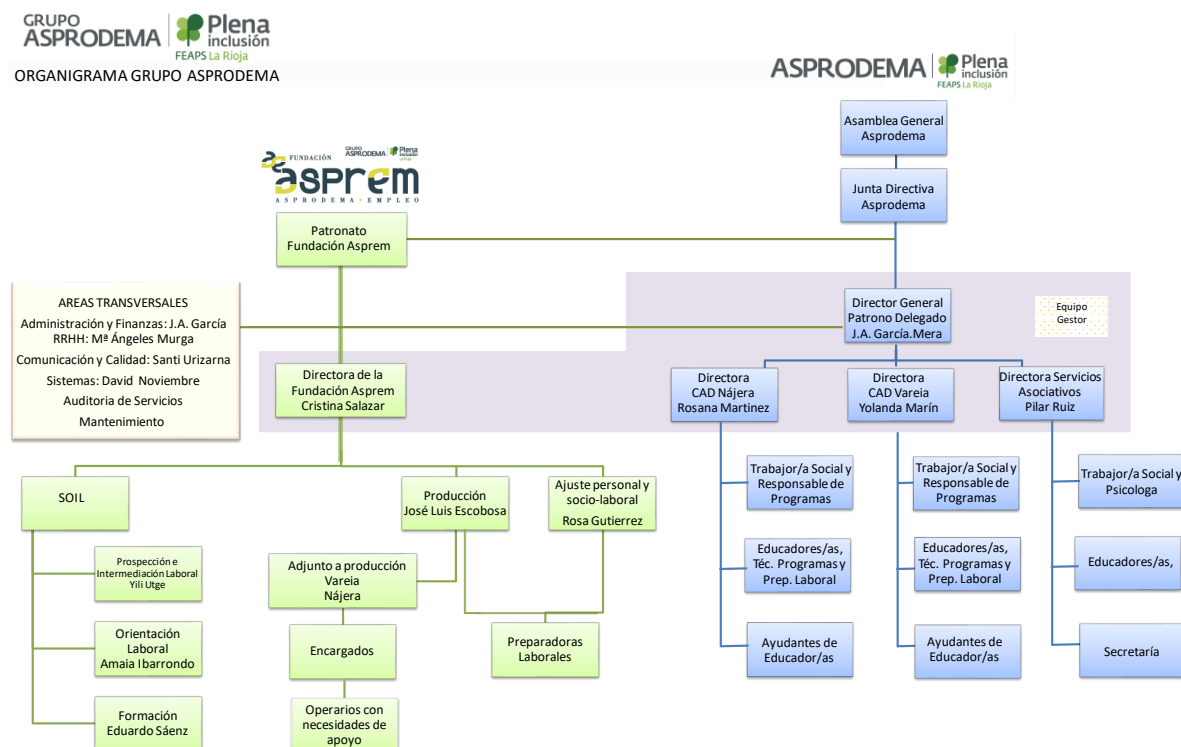 GRUPO
ASPRODEMA
Plena
inclusión
FEAPS La Rioja
ORGANIGRAMA GRUPO ASPRODEMA
ASPRODEMA
Plena
inclusión
FEAPS La Rioja
Asamblea General
Asprodema
Junta Directiva
Asprodema
FUNDACIÓN
GRUPO
ASPRODEMA
Plena
inclusión
asprem
ASPRODEMA · EMPLEO
Patronato
Fundación Asprem
AREAS TRANSVERSALES
Administración y Finanzas: J.A. García
RRHH: Mª Ángeles Murga
Comunicación y Calidad: Santi Urizarna
Sistemas: David Noviembre
Auditoria de Servicios
Mantenimiento
Director General
Patrono Delegado
J.A. García.Mera
Equipo
Gestor
Directora de la
Fundación Asprem
Cristina Salazar
Directora
CAD Nájera
Rosana Martinez
Directora
CAD Vareia
Yolanda Marín
Directora Servicios
Asociativos
Pilar Ruiz
SOIL
Producción
José Luis Escobosa
Ajuste personal y
socio-laboral
Rosa Gutierrez
Trabajor/a Social y
Responsable de
Programas
Trabajor/a Social y
Responsable de
Programas
Trabajor/a Social y
Psicologa
Prospección e
Intermediación Laboral
Yili Utge
Adjunto a producción
Vareia
Nájera
Educadores/as,
Téc. Programas y
Prep. Laboral
Educadores/as,
Téc. Programas y
Prep. Laboral
Educadores/as,
Orientación
Laboral
Amaia Ibarrondo
Encargados
Preparadoras
Laborales
Ayudantes de
Educador/as
Ayudantes de
Educador/as
Secretaría
Formación
Eduardo Sáenz
Operarios con
necesidades de
apoyo